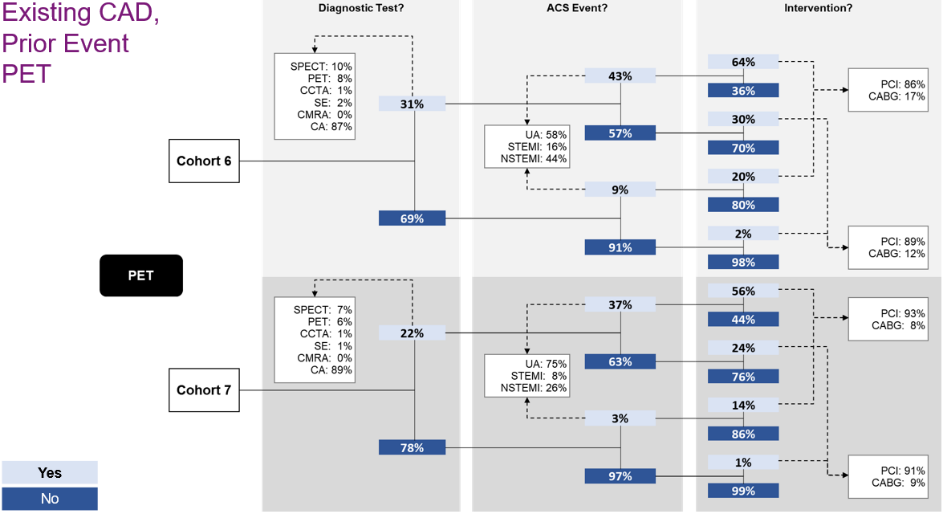 Existing CAD,
Prior Event
PET
Diagnostic Test?
ACS Event?
Intervention?
SPECT: 10%
PET: 8%
CCTA: 1%
SE: 2%
CMRA: 0%
CA: 87%
31%
69%
Cohort 6
43%
57%
UA: 58%
STEMI: 16%
NSTEMI: 44%
9%
91%
64%
36%
30%
70%
20%
80%
2%
98%
PCI: 86%
CABG: 17%
PCI: 89%
CABG: 12%
PET
SPECT: 7%
PET: 6%
CCTA: 1%
SE: 1%
CMRA: 0%
CA: 89%
22%
78%
Cohort 7
37%
63%
UA: 75%
STEMI: 8%
NSTEMI: 26%
3%
97%
56%
44%
24%
76%
14%
86%
1%
99%
PCI: 93%
CABG: 8%
PCI: 91%
CABG: 9%
Yes
No